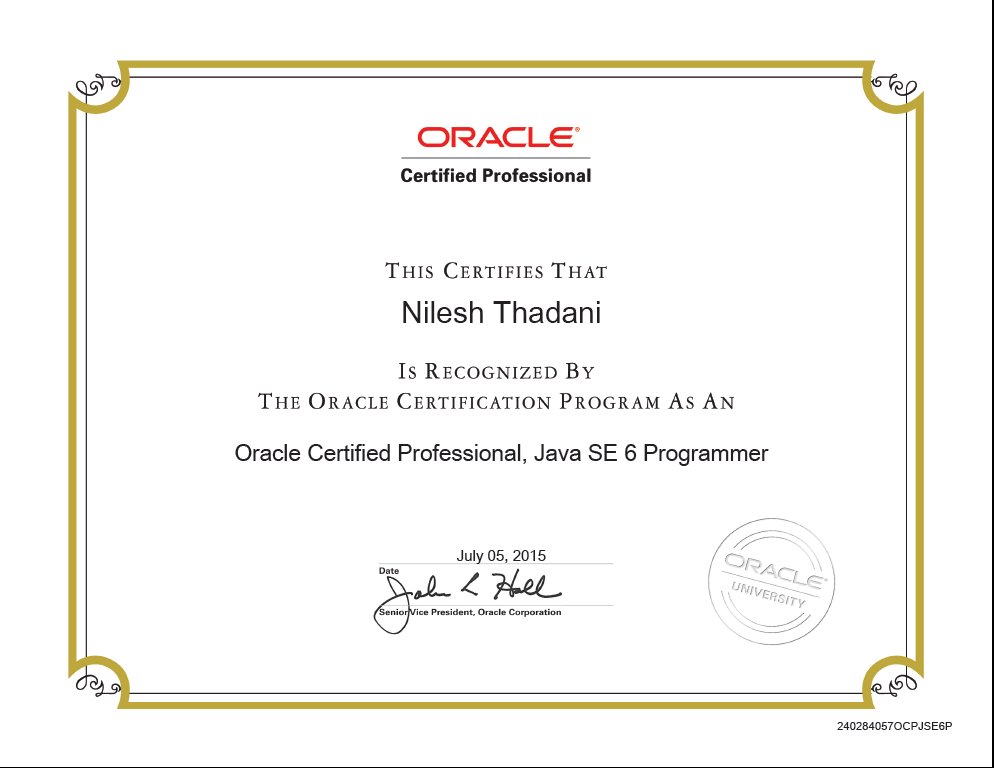 ORACLE®
Certified Professional
THIS CERTIFIES THAT
Nilesh Thadani
IS RECOGNIZED BY
THE ORACLE CERTIFICATION PROGRAM AS AN
Oracle Certified Professional, Java SE 6 Programmer
July 05, 2015
Date
John L Hall
Senior Vice President, Oracle Corporation
ORACLE®
UNIVERSITY
240284057OCPJSE6P